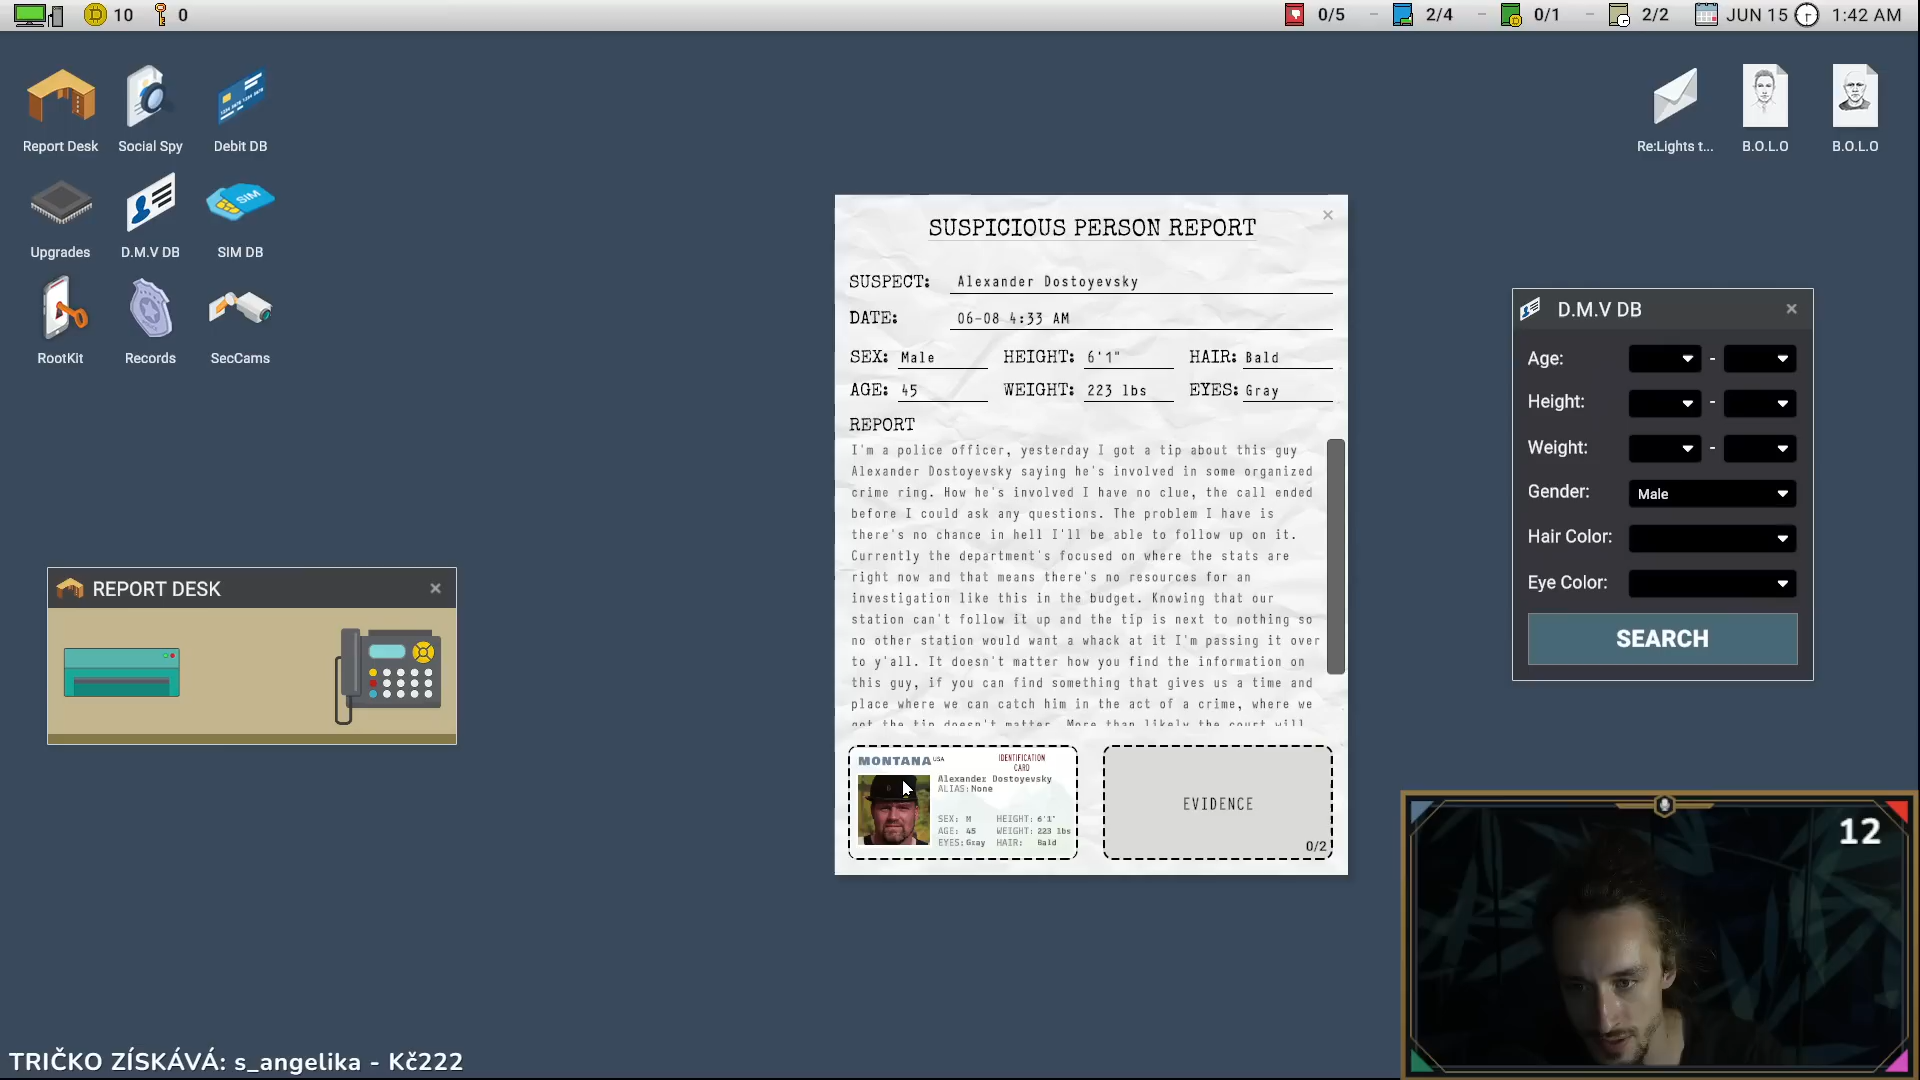 10
0
0/5
2/4
0/1
2/2
JUN 15
1:42 AM
Report Desk
Social Spy
Debit DB
Re:Lights t...
B.O.L.O
B.O.L.O
Upgrades
D.M.V DB
SIM DB
RootKit
Records
SecCams
SUSPICIOUS PERSON REPORT
SUSPECT: Alexander Dostoyevsky
DATE: 06-08 4:33 AM
SEX: Male HEIGHT: 6'1" HAIR: Bald
AGE: 45 WEIGHT: 223 lbs EYES: Gray
REPORT
I'm a police officer, yesterday I got a tip about this guy
Alexander Dostoyevsky saying he's involved in some organized
crime ring. How he's involved I have no clue, the call ended
before I could ask any questions. The problem I have is
there's no chance in hell I'll be able to follow up on it.
Currently the department's focused on where the stats are
right now and that means there's no resources for an
investigation like this in the budget. Knowing that our
station can't follow it up and the tip is next to nothing so
no other station would want a whack at it I'm passing it over
to y'all. It doesn't matter how you find the information on
this guy, if you can find something that gives us a time and
place where we can catch him in the act of a crime, where we
got the tip doesn't matter. More than likely the court will
MONTANA USA
IDENTIFICATION
CARD
Alexander Dostoyevsky
ALIAS: None
SEX: M HEIGHT: 6'1"
AGE: 45 WEIGHT: 223 lbs
EYES: Gray HAIR: Bald
EVIDENCE
0/2
D.M.V DB
Age: -
Height: -
Weight: -
Gender: Male
Hair Color:
Eye Color:
SEARCH
REPORT DESK
12
TRIČKO ZÍSKÁVÁ: s_angelika - Kč222